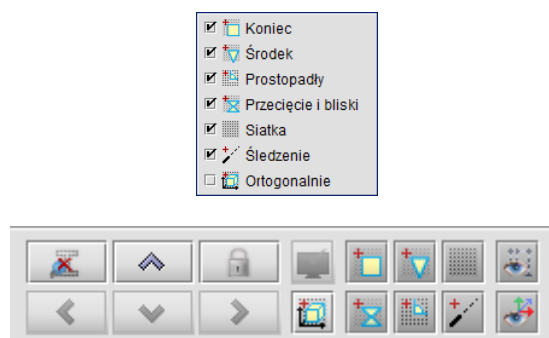 Koniec
Środek
Prostopadły
Przecięcie i bliski
Siatka
Śledzenie
Ortogonalnie